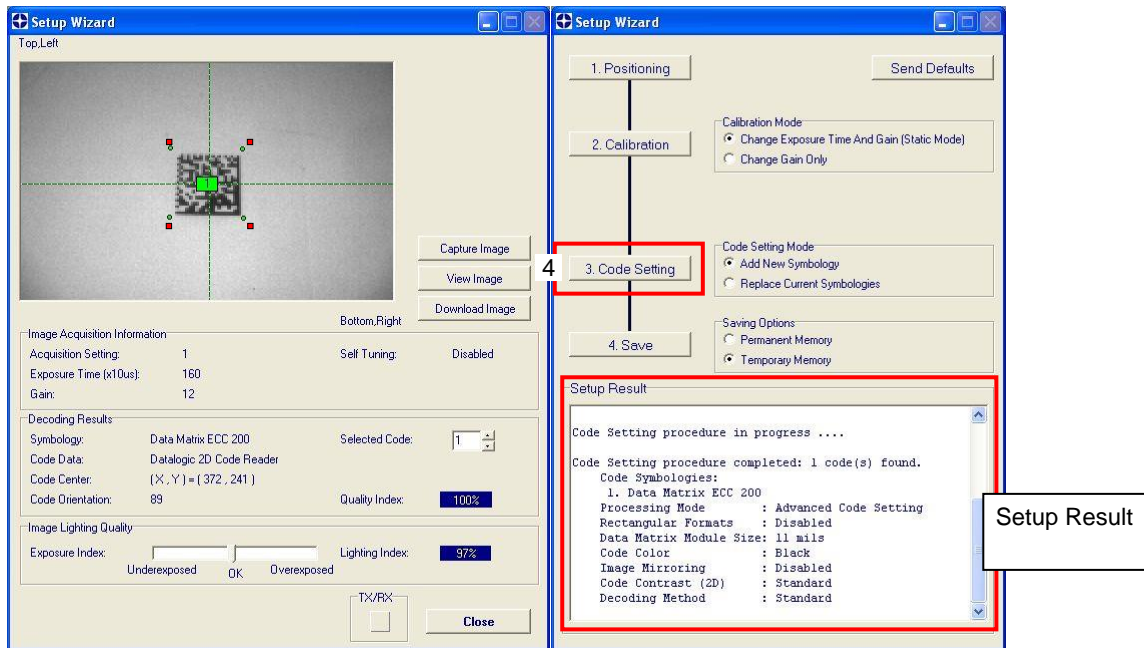 Setup Wizard
Top,Left
1
Capture Image
View Image
Download Image
Bottom,Right
Image Acquisition Information
Acquisition Setting: 1 Self Tuning: Disabled
Exposure Time (x10us): 160
Gain: 12
Decoding Results
Symbology: Data Matrix ECC 200 Selected Code: 1
Code Data: Datalogic 2D Code Reader
Code Center: (X , Y) = ( 372 , 241 )
Code Orientation: 89 Quality Index: 100%
Image Lighting Quality
Exposure Index: Lighting Index: 97%
Underexposed OK Overexposed
TX/RX
Close
Setup Wizard
1. Positioning Send Defaults
Calibration Mode
2. Calibration
Change Exposure Time And Gain (Static Mode)
Change Gain Only
Code Setting Mode
4 3. Code Setting
Add New Symbology
Replace Current Symbologies
Saving Options
4. Save
Permanent Memory
Temporary Memory
Setup Result
Code Setting procedure in progress ....
Code Setting procedure completed: 1 code(s) found.
Code Symbologies:
1. Data Matrix ECC 200
Processing Mode : Advanced Code Setting
Rectangular Formats : Disabled
Data Matrix Module Size: 11 mils
Code Color : Black
Image Mirroring : Disabled
Code Contrast (2D) : Standard
Decoding Method : Standard
Setup Result